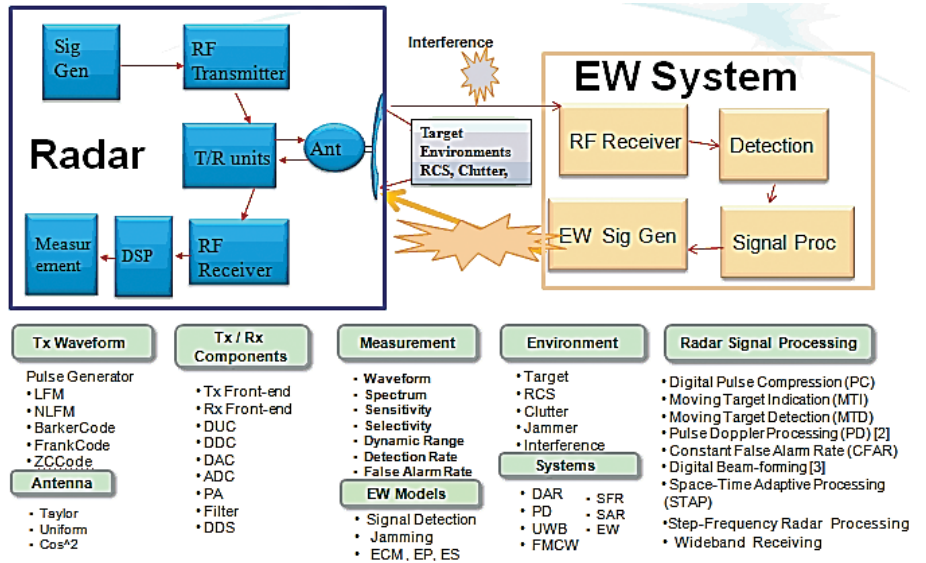 Interference
Radar
Sig
Gen
RF
Transmitter
T/R units
Ant
RF
Receiver
DSP
Measur
ement
Target
Environments
RCS, Clutter,
EW System
RF Receiver
Detection
EW Sig Gen
Signal Proc
Tx Waveform
Pulse Generator
• LFM
• NLFM
• BarkerCode
• FrankCode
• ZCCode
Antenna
• Taylor
• Uniform
• Cos^2
Tx / Rx
Components
• Tx Front-end
• Rx Front-end
• DUC
• DDC
• DAC
• ADC
• PA
• Filter
• DDS
Measurement
• Waveform
• Spectrum
• Sensitivity
• Selectivity
• Dynamic Range
• Detection Rate
• False Alarm Rate
EW Models
• Signal Detection
• Jamming
• ECM, EP, ES
Environment
• Target
• RCS
• Clutter
• Jammer
• Interference
Systems
• DAR
• PD
• UWB
• FMCW
• SFR
• SAR
• EW
Radar Signal Processing
• Digital Pulse Compression (PC)
• Moving Target Indication (MTI)
• Moving Target Detection (MTD)
• Pulse Doppler Processing (PD) [2]
• Constant False Alarm Rate (CFAR)
• Digital Beam-forming [3]
• Space-Time Adaptive Processing
(STAP)
• Step-Frequency Radar Processing
• Wideband Receiving